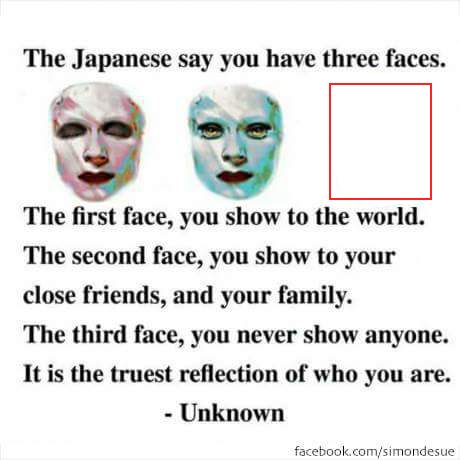 The Japanese say you have three faces.
The first face, you show to the world.
The second face, you show to your
close friends, and your family.
The third face, you never show anyone.
It is the truest reflection of who you are.
- Unknown
facebook.com/simondesue